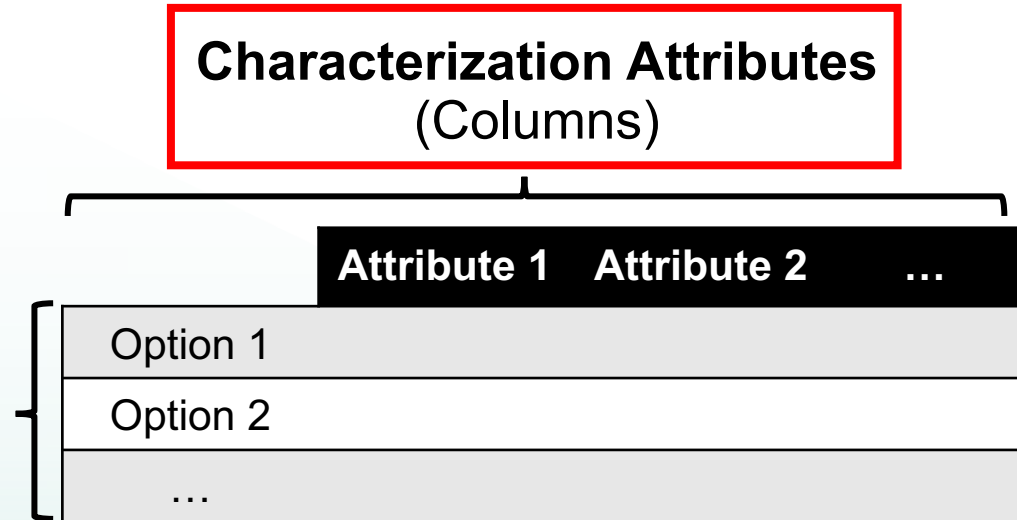 Characterization Attributes
(Columns)
Attribute 1 Attribute 2 …
Option 1
Option 2
…